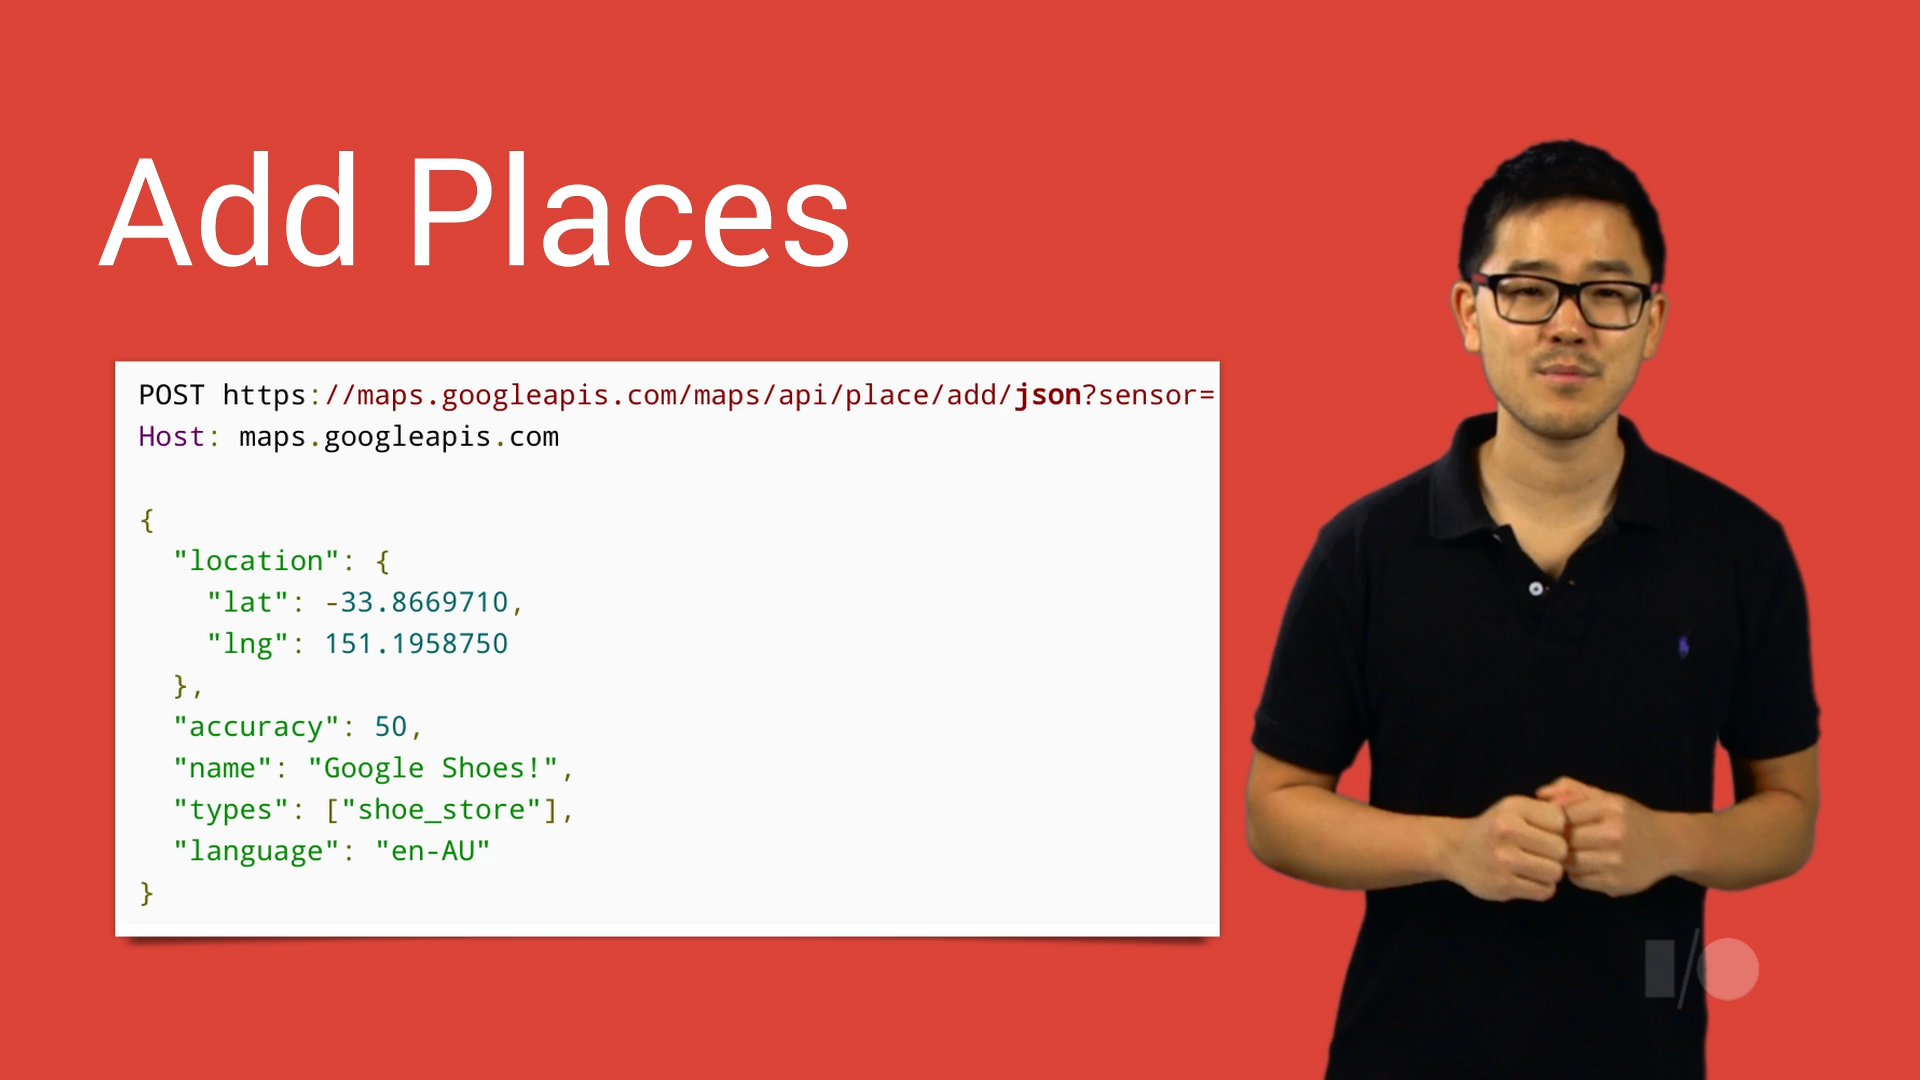 Add Places
POST https://maps.googleapis.com/maps/api/place/add/json?sensor=
Host: maps.googleapis.com
{
"location": {
"lat": -33.8669710,
"lng": 151.1958750
},
"accuracy": 50,
"name": "Google Shoes!",
"types": ["shoe_store"],
"language": "en-AU"
}
I/O